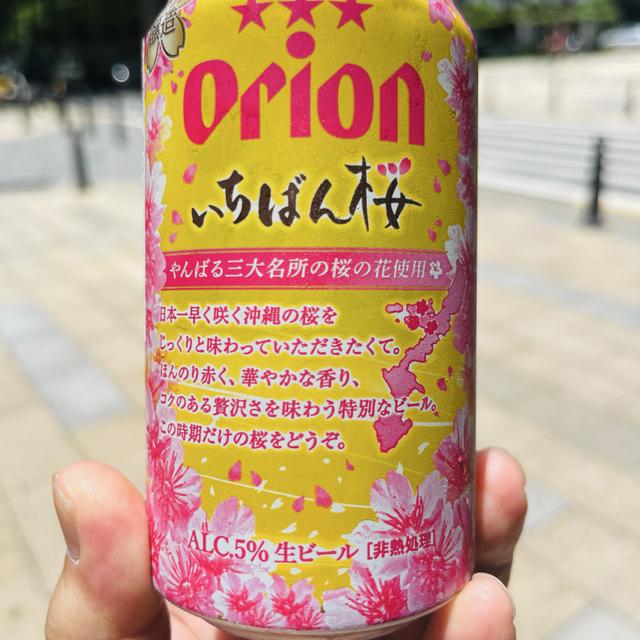 醸造
orion
いちばん桜
やんばる三大名所の桜の花使用
日本一早く咲く沖縄の桜を
じっくりと味わっていただきたくて。
ほんのり赤く、華やかな香り、
コクのある贅沢さを味わう特別なビール。
この時期だけの桜をどうぞ。
ALC.5% 生ビール [非熱処理]